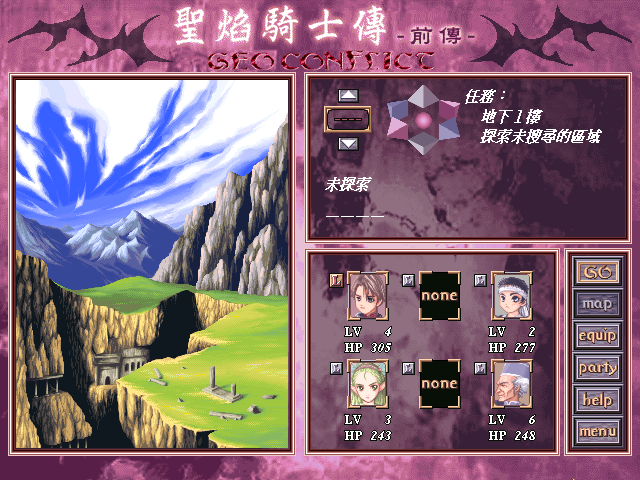 聖焰騎士傳 -前傳-
GEO CONFLICT
任務：
地下1樓
探索未搜尋的區域
----
未探索
————
none
LV 4
HP 305
LV 2
HP 277
none
LV 3
HP 243
LV 6
HP 248
GO
map
equip
party
help
menu